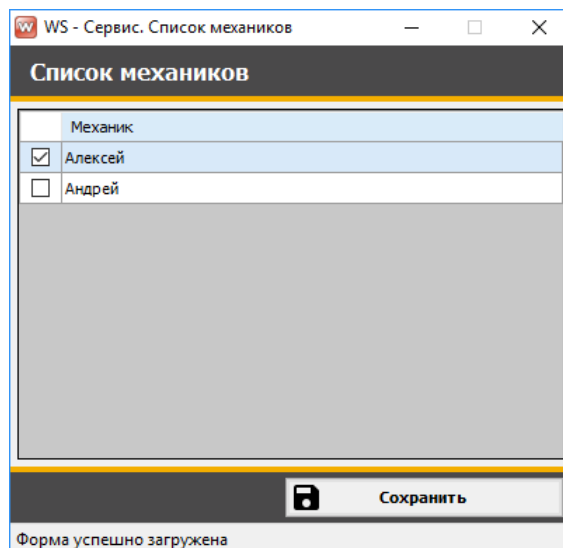 WS - Сервис. Список механиков
Список механиков
Механик
Алексей
Андрей
Сохранить
Форма успешно загружена